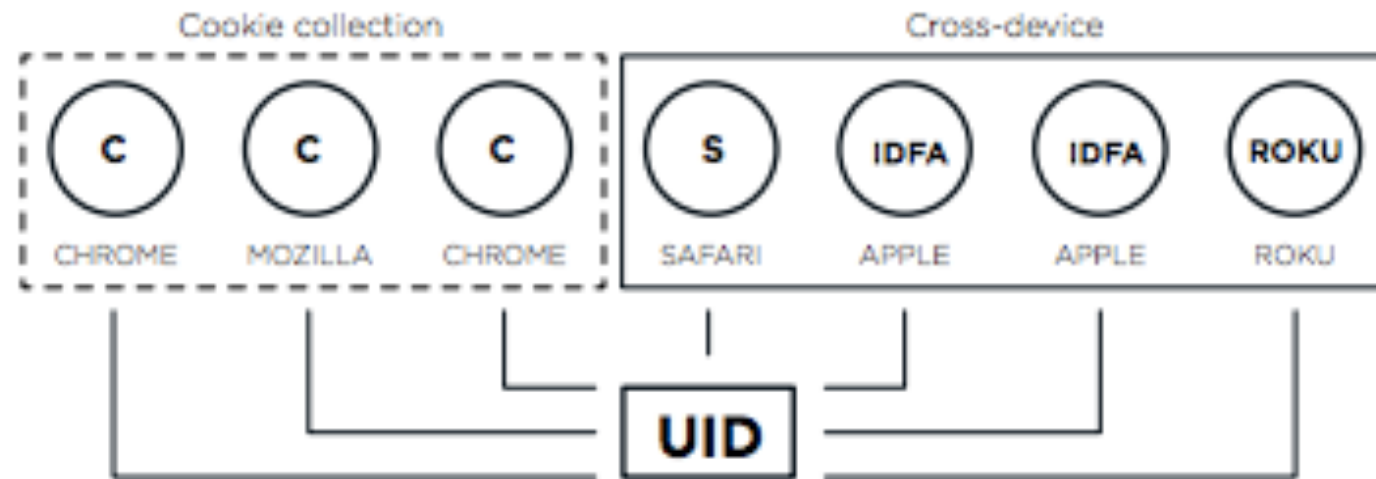 Cookie collection Cross-device
C C C S IDFA IDFA ROKU
CHROME MOZILLA CHROME SAFARI APPLE APPLE ROKU
UID